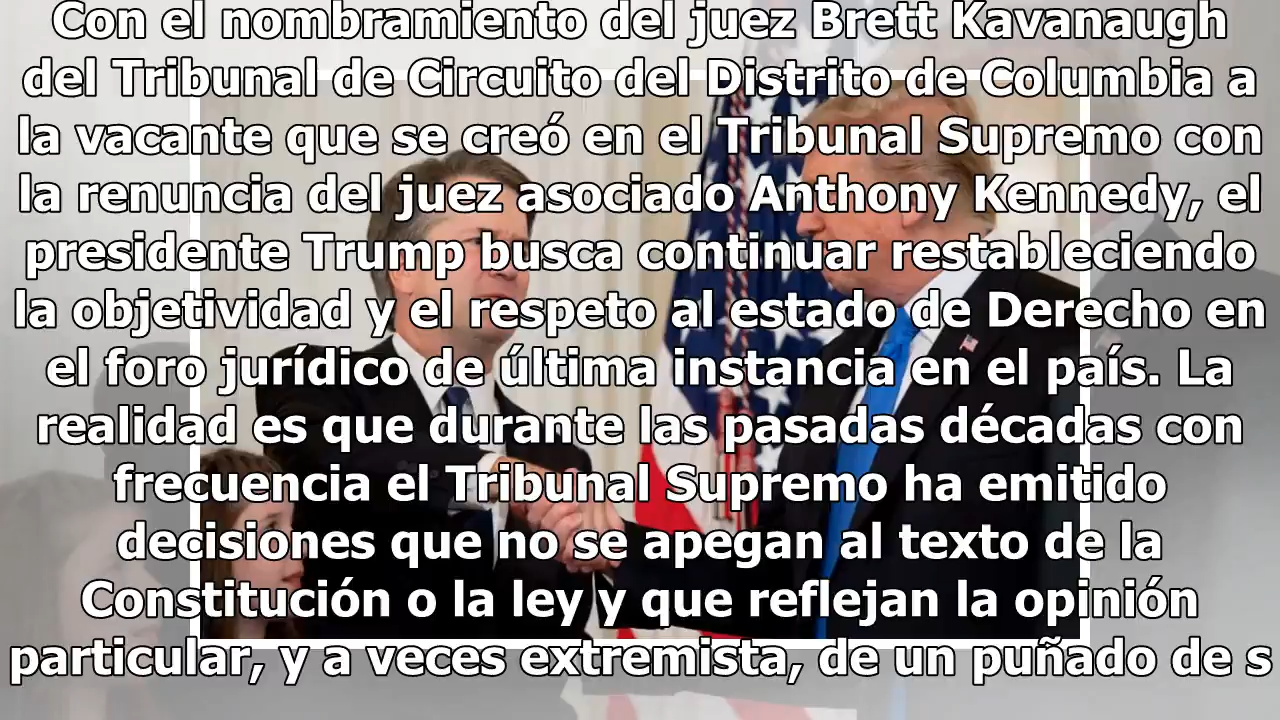 Con el nombramiento del juez Brett Kavanaugh
del Tribunal de Circuito del Distrito de Columbia a
la vacante que se creó en el Tribunal Supremo con
la renuncia del juez asociado Anthony Kennedy, el
presidente Trump busca continuar restableciendo
la objetividad y el respeto al estado de Derecho en
el foro jurídico de última instancia en el país. La
realidad es que durante las pasadas décadas con
frecuencia el Tribunal Supremo ha emitido
decisiones que no se apegan al texto de la
Constitución o la ley y que reflejan la opinión
particular, y a veces extremista, de un puñado de s